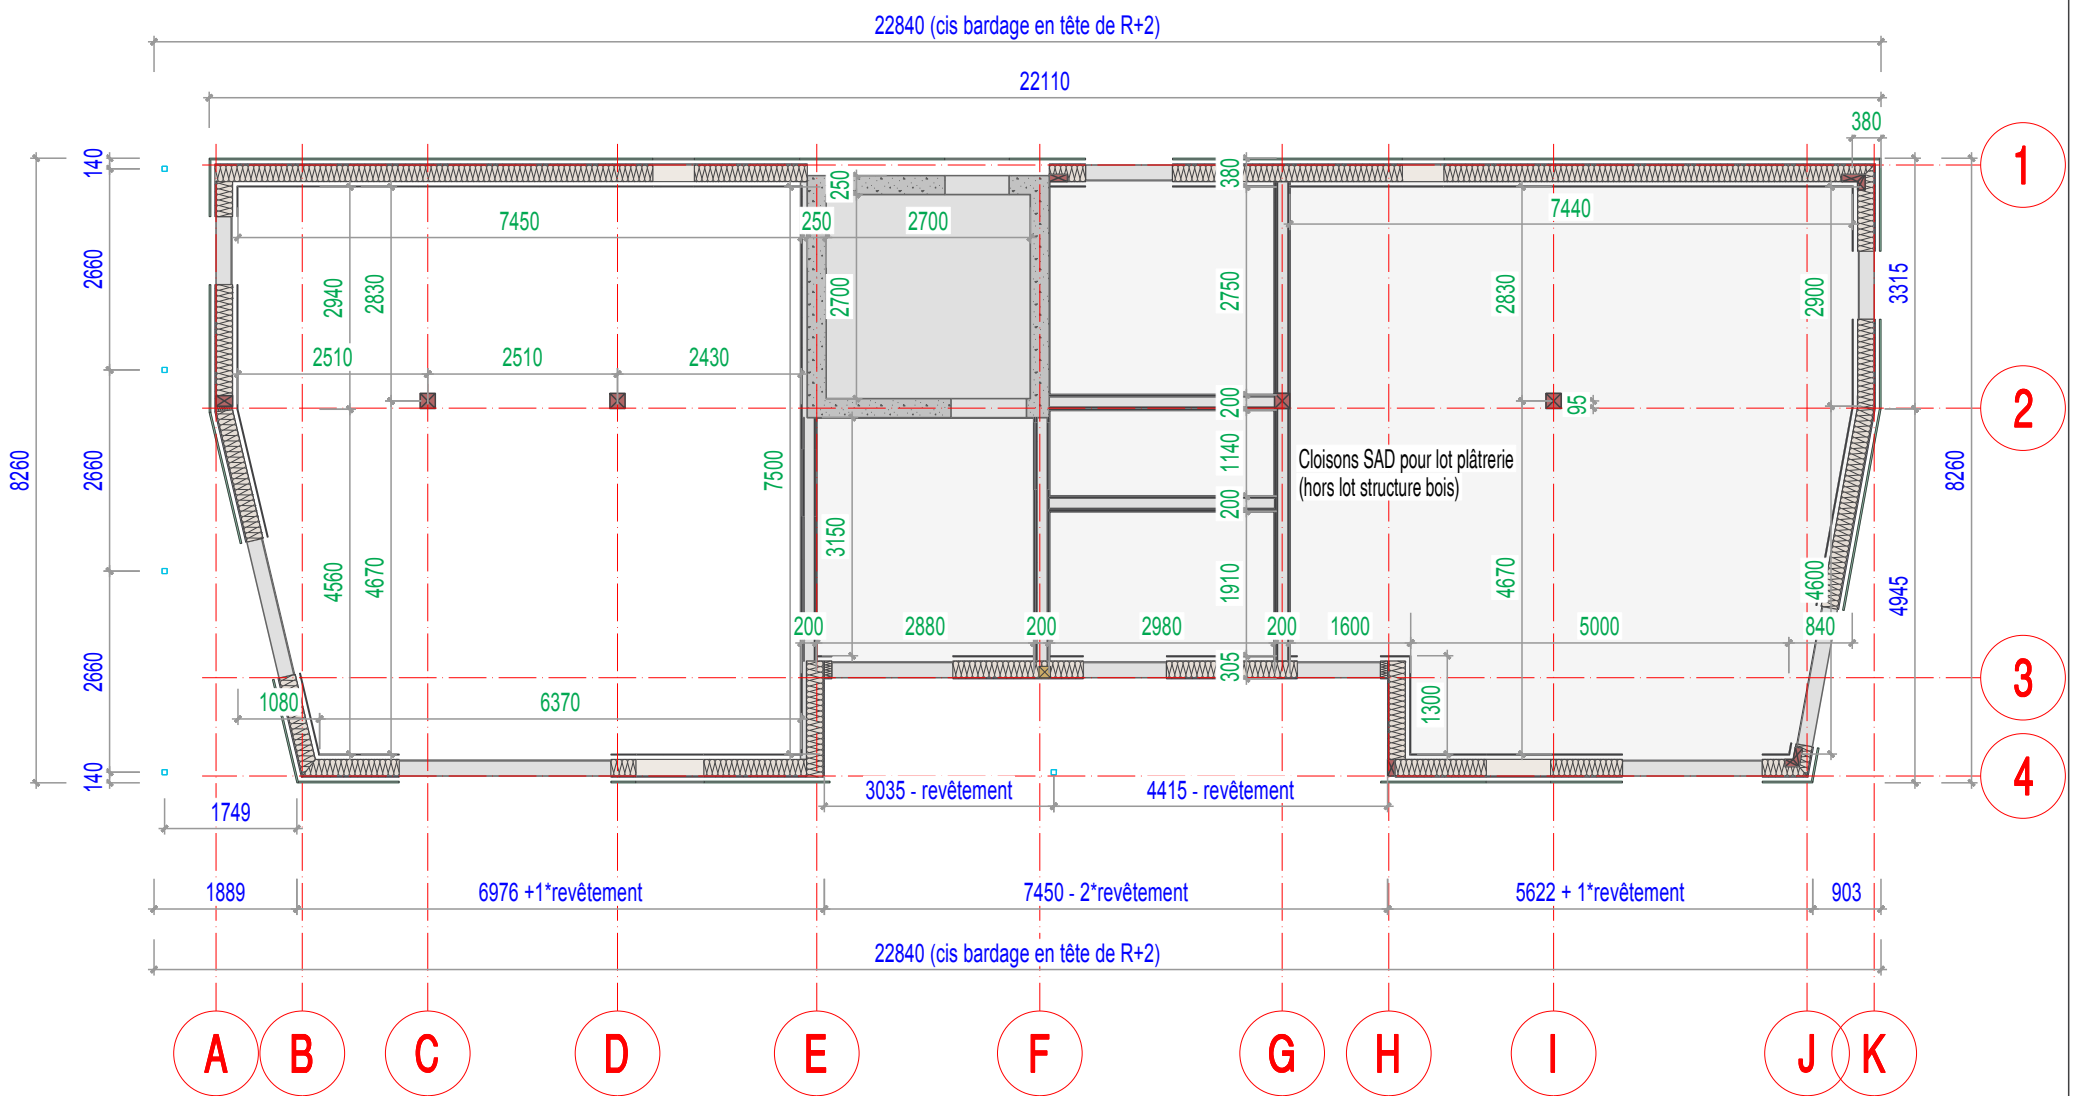 22840 (cis bardage en tête de R+2)
22110
380
140
1
250
380
7450
250
2700
7440
2660
2940
2830
2700
2750
2830
2900
3315
2510
2510
2430
200
95
2
8260
2660
7500
1140
Cloisons SAD pour lot plâtrerie
(hors lot structure bois)
8260
200
3150
4560
4670
1910
4670
4600
4945
200
2880
200
2980
200
1600
5000
840
2660
305
3
1080
6370
1300
140
4
1749
3035 - revêtement
4415 - revêtement
1889
6976 +1*revêtement
7450 - 2*revêtement
5622 + 1*revêtement
903
22840 (cis bardage en tête de R+2)
A
B
C
D
E
F
G
H
I
J
K